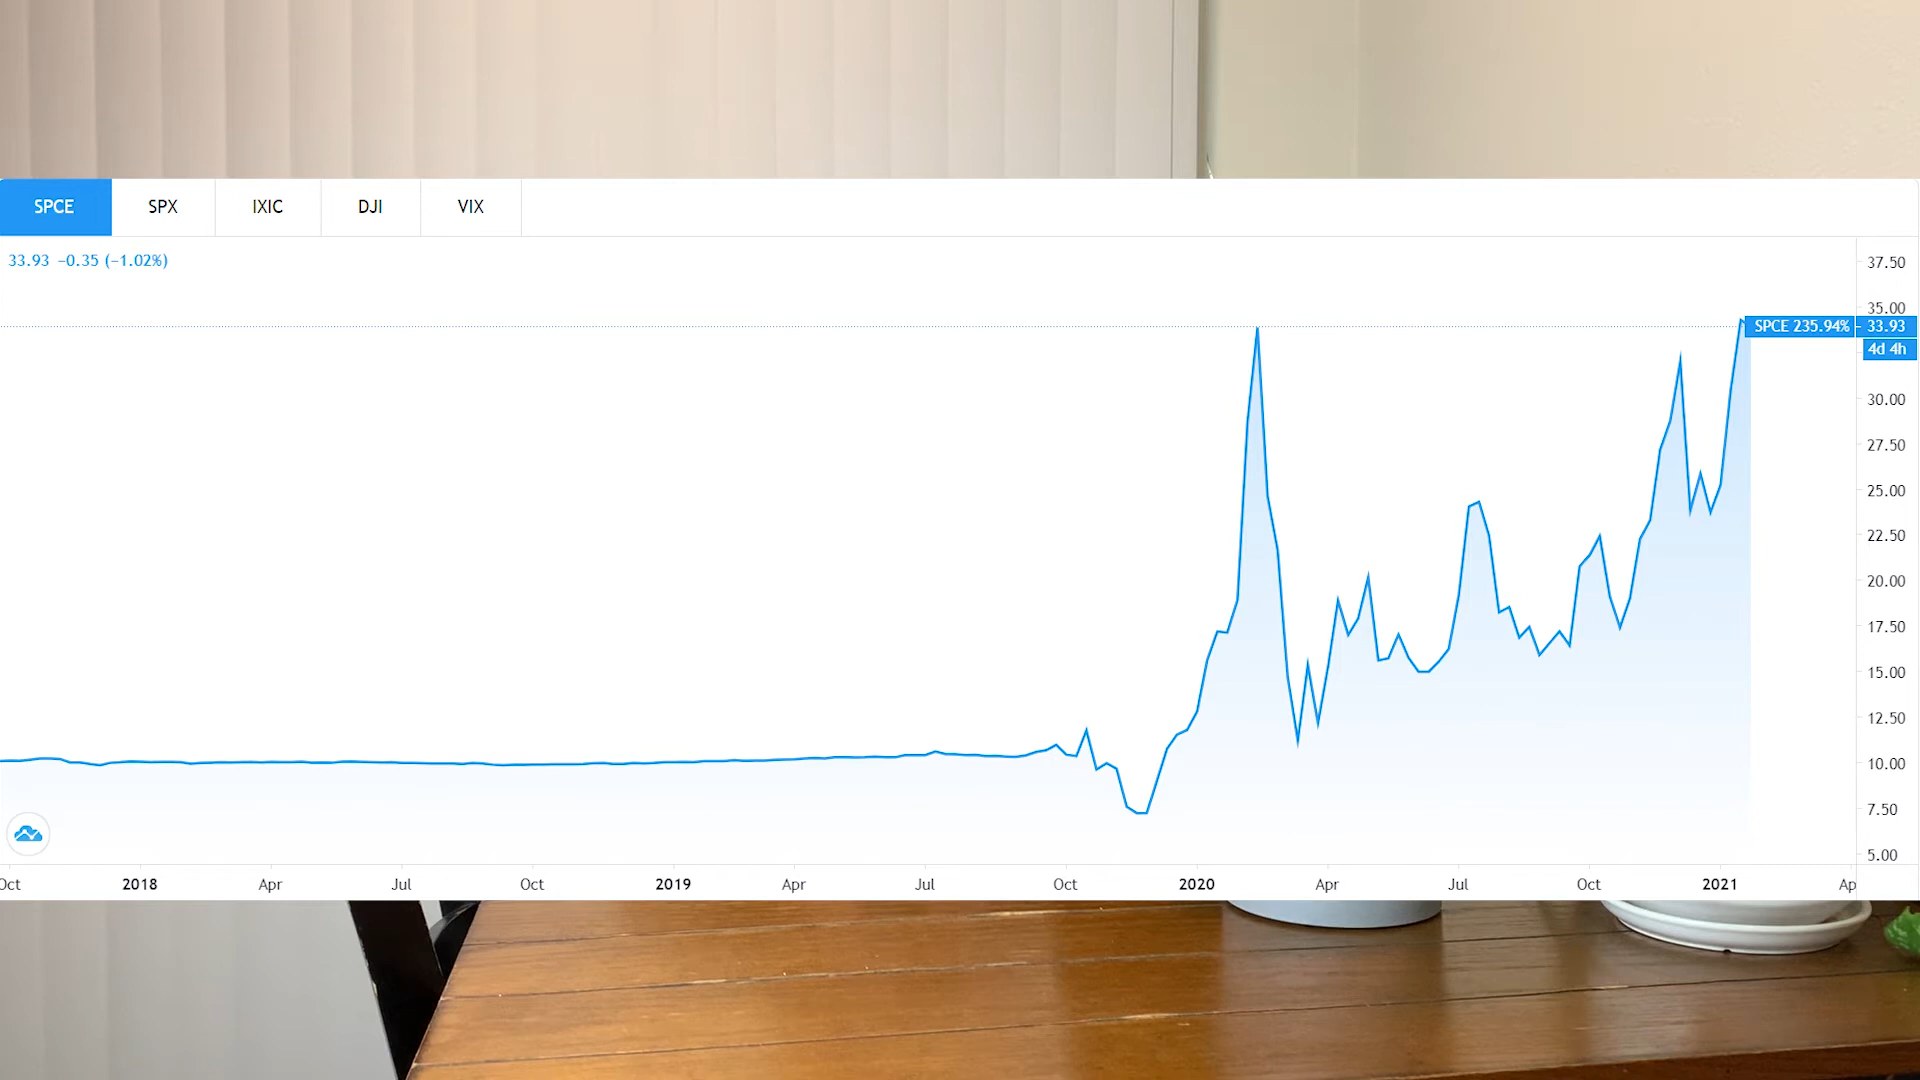 SPCE SPX IXIC DJI VIX
33.93 −0.35 (−1.02%)
37.50
35.00
SPCE 235.94% 33.93
4d 4h
30.00
27.50
25.00
22.50
20.00
17.50
15.00
12.50
10.00
7.50
5.00
Oct 2018 Apr Jul Oct 2019 Apr Jul Oct 2020 Apr Jul Oct 2021 Ap